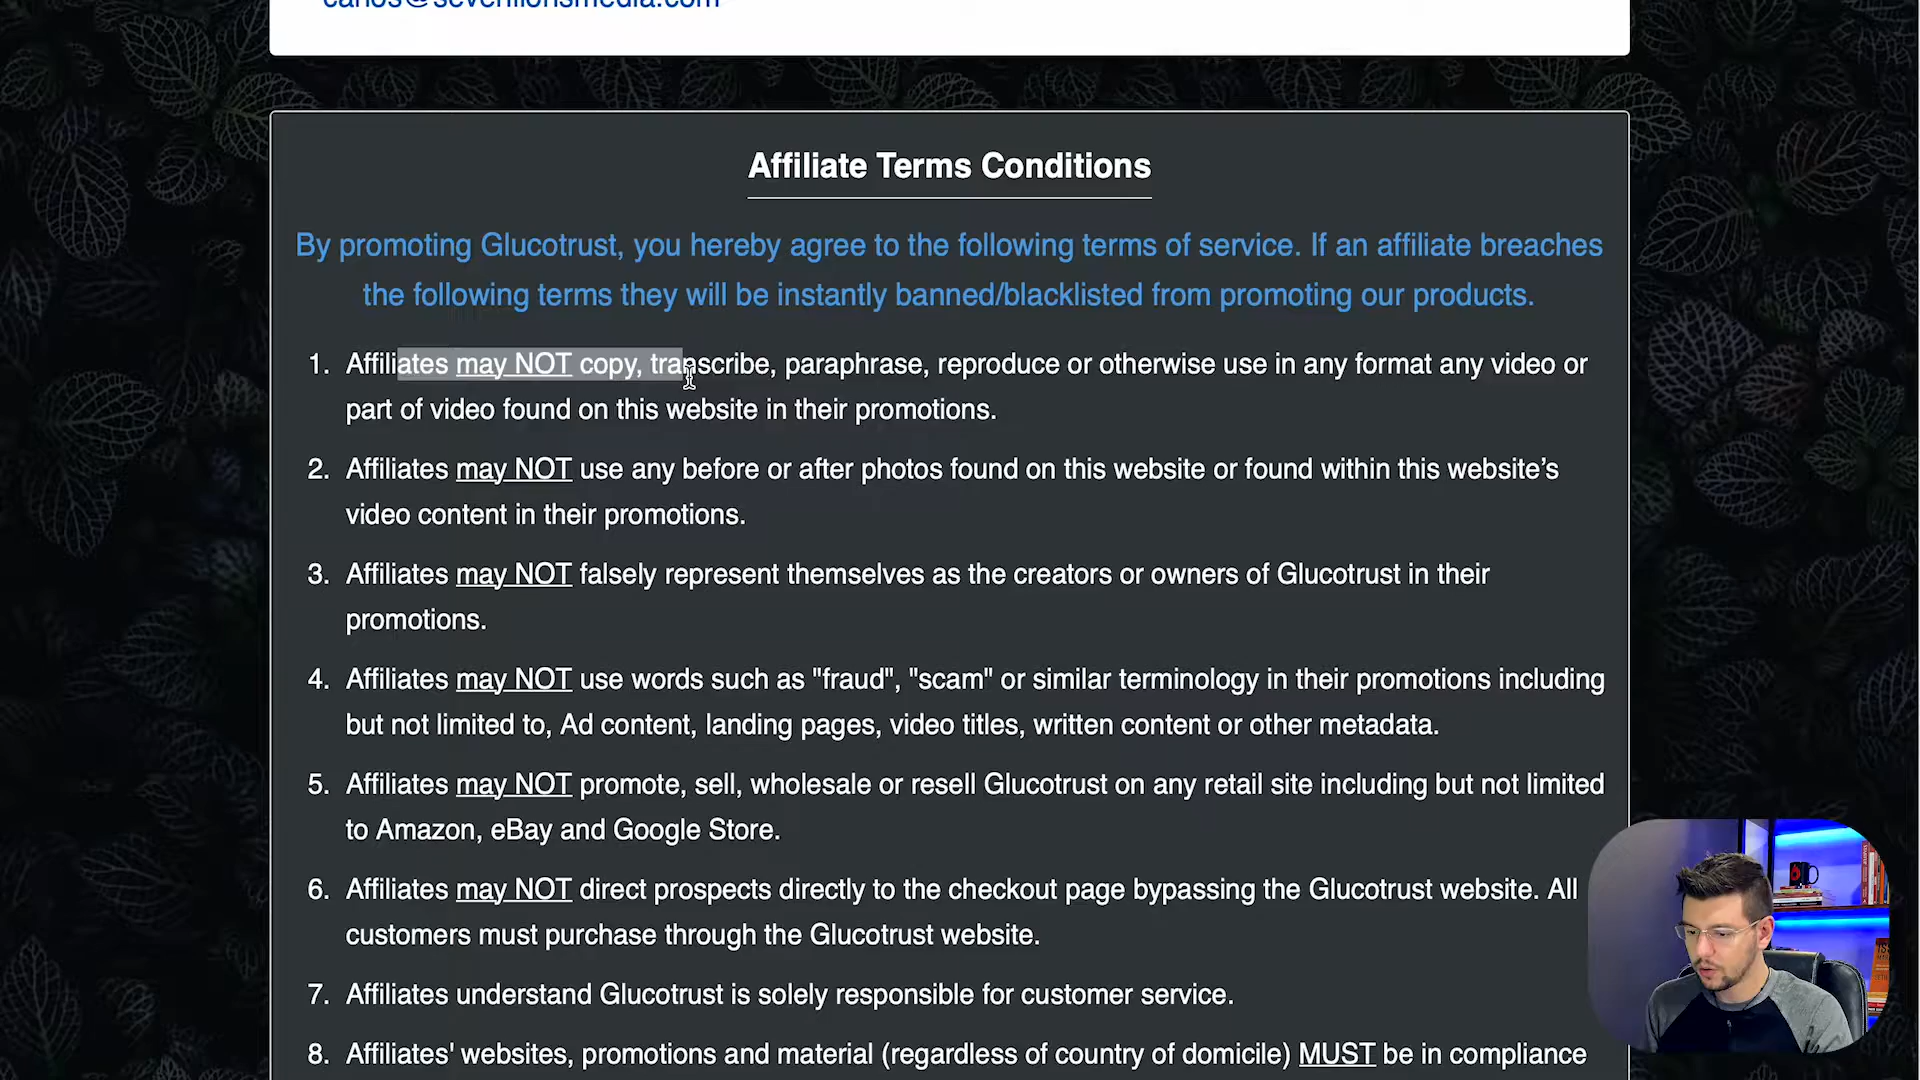 Affiliate Terms Conditions
By promoting Glucotrust, you hereby agree to the following terms of service. If an affiliate breaches
the following terms they will be instantly banned/blacklisted from promoting our products.
1. Affiliates may NOT copy, transcribe, paraphrase, reproduce or otherwise use in any format any video or
part of video found on this website in their promotions.
2. Affiliates may NOT use any before or after photos found on this website or found within this website’s
video content in their promotions.
3. Affiliates may NOT falsely represent themselves as the creators or owners of Glucotrust in their
promotions.
4. Affiliates may NOT use words such as "fraud", "scam" or similar terminology in their promotions including
but not limited to, Ad content, landing pages, video titles, written content or other metadata.
5. Affiliates may NOT promote, sell, wholesale or resell Glucotrust on any retail site including but not limited
to Amazon, eBay and Google Store.
6. Affiliates may NOT direct prospects directly to the checkout page bypassing the Glucotrust website. All
customers must purchase through the Glucotrust website.
7. Affiliates understand Glucotrust is solely responsible for customer service.
8. Affiliates' websites, promotions and material (regardless of country of domicile) MUST be in compliance